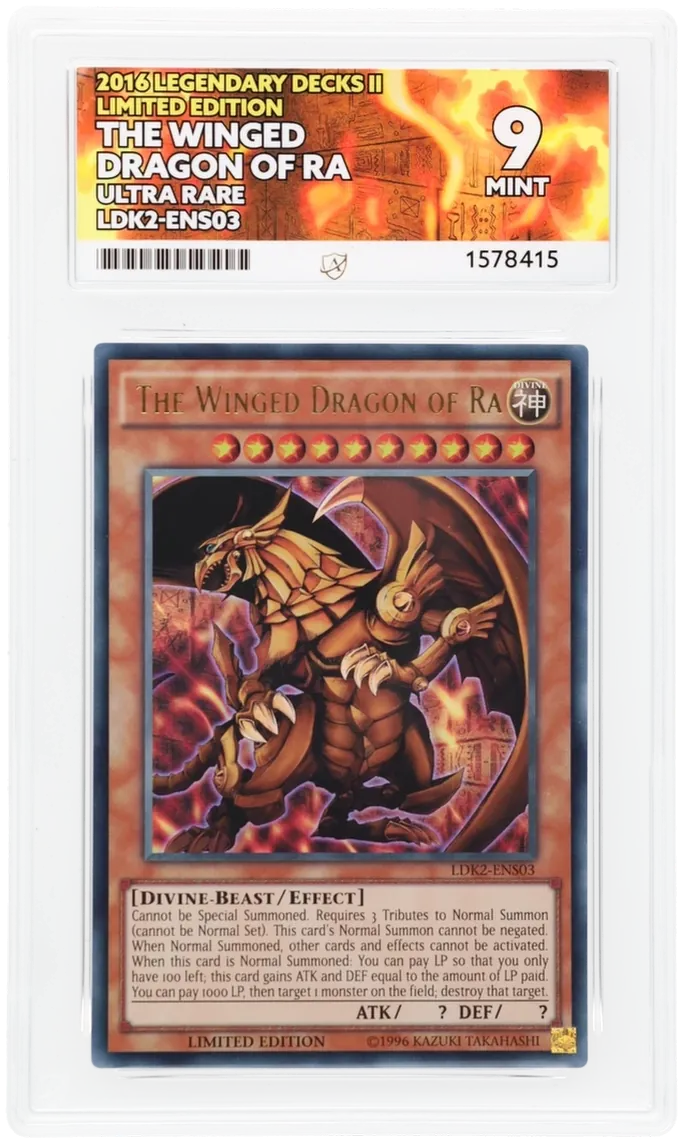 2016 LEGENDARY DECKS II
LIMITED EDITION
THE WINGED
DRAGON OF RA
ULTRA RARE
LDK2-ENS03
9
MINT
1578415
THE WINGED DRAGON OF RA
DIVINE
神
LDK2-ENS03
[DIVINE-BEAST/EFFECT]
Cannot be Special Summoned. Requires 3 Tributes to Normal Summon
(cannot be Normal Set). This card's Normal Summon cannot be negated.
When Normal Summoned, other cards and effects cannot be activated.
When this card is Normal Summoned: You can pay LP so that you only
have 100 left; this card gains ATK and DEF equal to the amount of LP paid.
You can pay 1000 LP, then target 1 monster on the field; destroy that target.
ATK/ ? DEF/ ?
LIMITED EDITION ©1996 KAZUKI TAKAHASHI